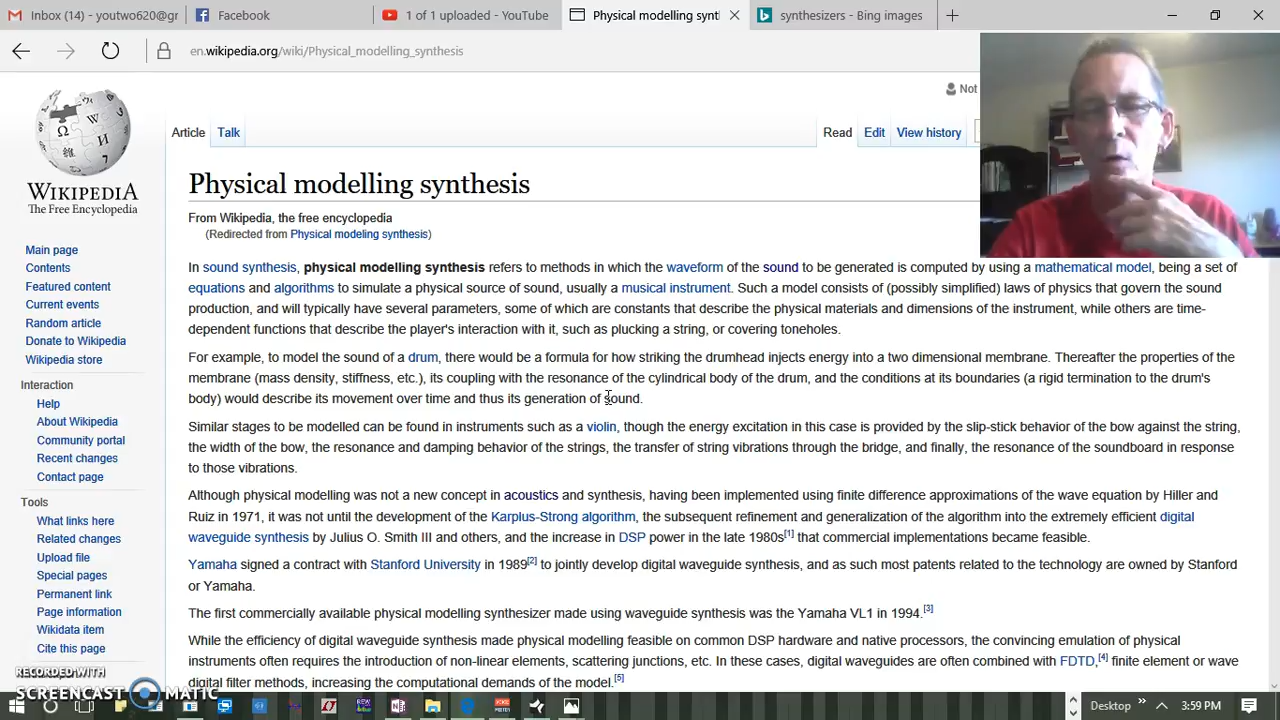 Inbox (10) - youtwo620@gr
Facebook
1 of 1 uploaded - YouTube
Physical modelling synt
synthesizers - Bing images
en.wikipedia.org/wiki/Physical_modelling_synthesis
Not
Article
Talk
Read
Edit
View history
WIKIPEDIA
The Free Encyclopedia
Main page
Contents
Featured content
Current events
Random article
Donate to Wikipedia
Wikipedia store
Interaction
Help
About Wikipedia
Community portal
Recent changes
Contact page
Tools
What links here
Related changes
Upload file
Special pages
Permanent link
Page information
Wikidata item
Cite this page
Physical modelling synthesis
From Wikipedia, the free encyclopedia
(Redirected from Physical modeling synthesis)
In sound synthesis, physical modelling synthesis refers to methods in which the waveform of the sound to be generated is computed by using a mathematical model, being a set of
equations and algorithms to simulate a physical source of sound, usually a musical instrument. Such a model consists of (possibly simplified) laws of physics that govern the sound
production, and will typically have several parameters, some of which are constants that describe the physical materials and dimensions of the instrument, while others are time-
dependent functions that describe the player's interaction with it, such as plucking a string, or covering toneholes.
For example, to model the sound of a drum, there would be a formula for how striking the drumhead injects energy into a two dimensional membrane. Thereafter the properties of the
membrane (mass density, stiffness, etc.), its coupling with the resonance of the cylindrical body of the drum, and the conditions at its boundaries (a rigid termination to the drum's
body) would describe its movement over time and thus its generation of sound.
Similar stages to be modelled can be found in instruments such as a violin, though the energy excitation in this case is provided by the slip-stick behavior of the bow against the string,
the width of the bow, the resonance and damping behavior of the strings, the transfer of string vibrations through the bridge, and finally, the resonance of the soundboard in response
to those vibrations.
Although physical modelling was not a new concept in acoustics and synthesis, having been implemented using finite difference approximations of the wave equation by Hiller and
Ruiz in 1971, it was not until the development of the Karplus-Strong algorithm, the subsequent refinement and generalization of the algorithm into the extremely efficient digital
waveguide synthesis by Julius O. Smith III and others, and the increase in DSP power in the late 1980s[1] that commercial implementations became feasible.
Yamaha signed a contract with Stanford University in 1989[2] to jointly develop digital waveguide synthesis, and as such most patents related to the technology are owned by Stanford
or Yamaha.
The first commercially available physical modelling synthesizer made using waveguide synthesis was the Yamaha VL1 in 1994.[3]
While the efficiency of digital waveguide synthesis made physical modelling feasible on common DSP hardware and native processors, the convincing emulation of physical
instruments often requires the introduction of non-linear elements, scattering junctions, etc. In these cases, digital waveguides are often combined with FDTD,[4] finite element or wave
digital filter methods, increasing the computational demands of the model.[5]
RECORDED WITH
SCREENCAST MATIC
Desktop
3:59 PM